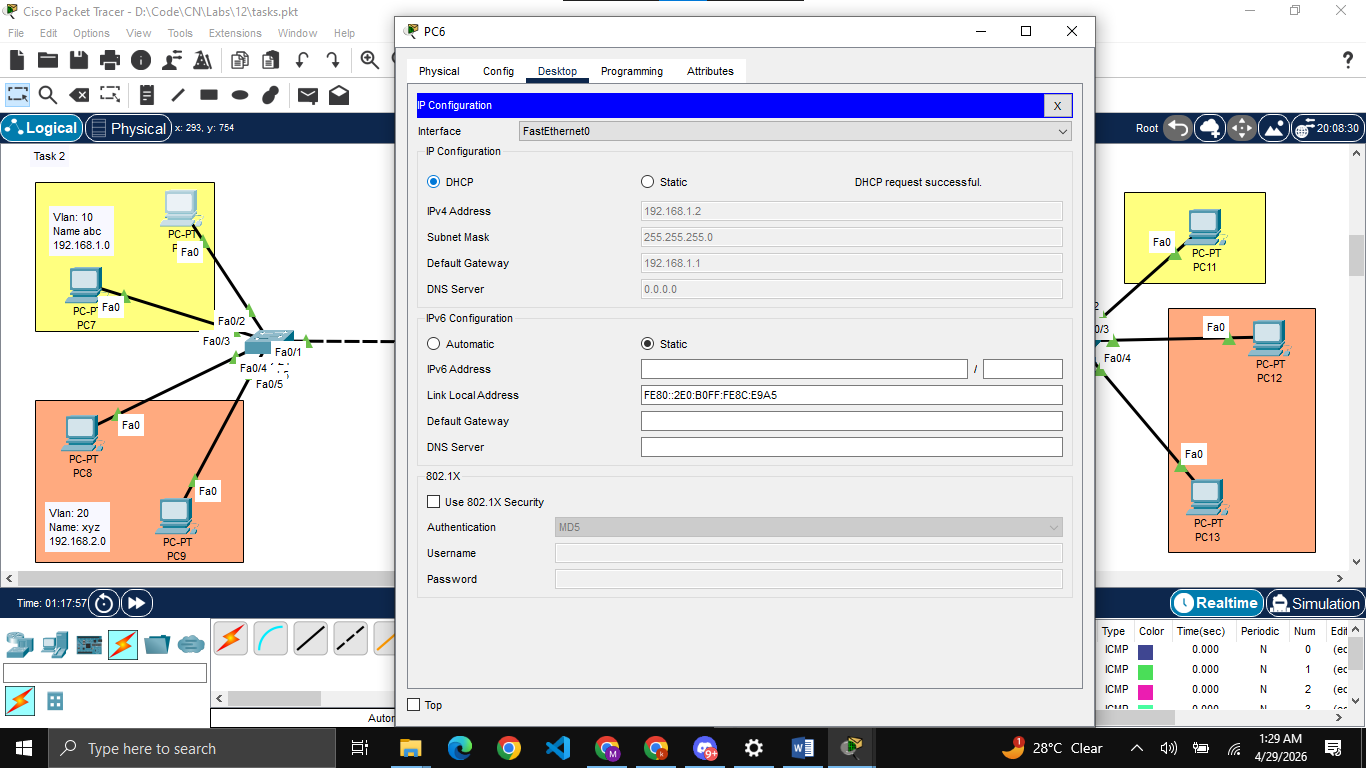 Cisco Packet Tracer - D:\Code\CN\Labs\12\tasks.pkt
File Edit Options View Tools Extensions Window Help
Logical
Physical
x: 293, y: 754
Root
20:08:30
Task 2
Vlan: 10
Name abc
192.168.1.0
PC-PT
Fa0
PC7
Fa0
Fa0/2
Fa0/3
Fa0/1
Fa0/4
Fa0/5
Fa0
PC-PT
PC8
Fa0
Vlan: 20
Name: xyz
192.168.2.0
PC-PT
PC9
PC6
Physical Config Desktop Programming Attributes
IP Configuration
X
Interface
FastEthernet0
IP Configuration
DHCP
Static
DHCP request successful.
IPv4 Address
192.168.1.2
Subnet Mask
255.255.255.0
Default Gateway
192.168.1.1
DNS Server
0.0.0.0
IPv6 Configuration
Automatic
Static
IPv6 Address
/
Link Local Address
FE80::2E0:B0FF:FE8C:E9A5
Default Gateway
DNS Server
802.1X
Use 802.1X Security
Authentication
MD5
Username
Password
Top
Fa0
PC-PT
PC11
Fa0/4
Fa0
PC-PT
PC12
Fa0
PC-PT
PC13
Time: 01:17:57
Realtime
Simulation
Type Color Time(sec) Periodic Num
ICMP 0.000 N 0
ICMP 0.000 N 1
ICMP 0.000 N 2
Type here to search
28°C Clear
1:29 AM
4/29/2026